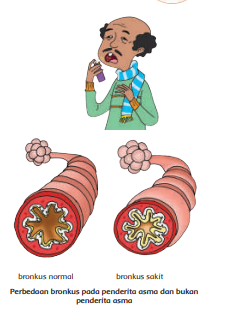 bronkus normal
bronkus sakit
Perbedaan bronkus pada penderita asma dan bukan
penderita asma